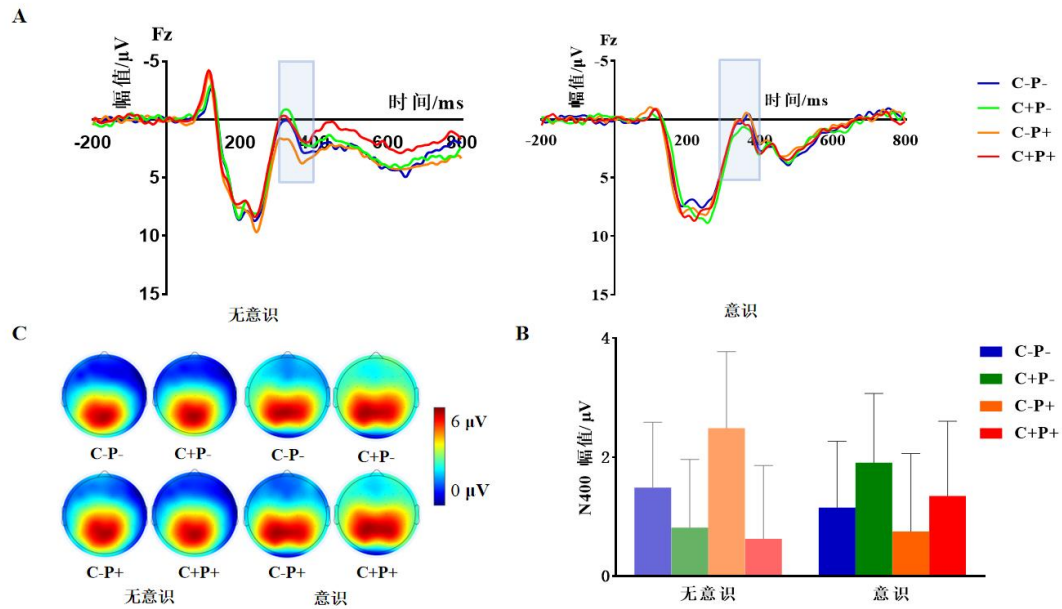 A
Fz
-5
幅值/μV
时间/ms
-200
200
400
600
800
5
10
15
无意识
Fz
-5
幅值/μV
时间/ms
-200
200
400
600
800
5
10
15
意识
C-P-
C+P-
C-P+
C+P+
C
C-P-
C+P-
C-P-
C+P-
C-P+
C+P+
C-P+
C+P+
无意识
意识
6 μV
0 μV
B
N400 幅值/ μV
4
2
0
无意识
意识
C-P-
C+P-
C-P+
C+P+